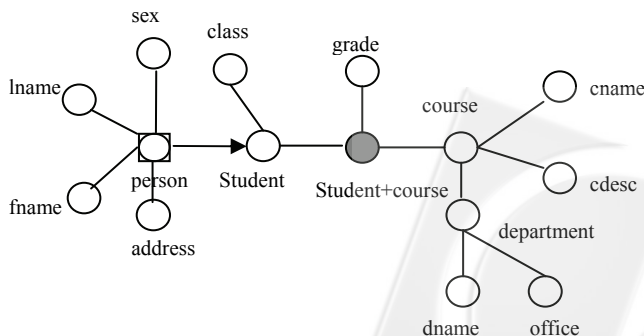 sex
class
grade
lname
course
cname
person
Student
Student+course
cdesc
fname
address
department
dname
office